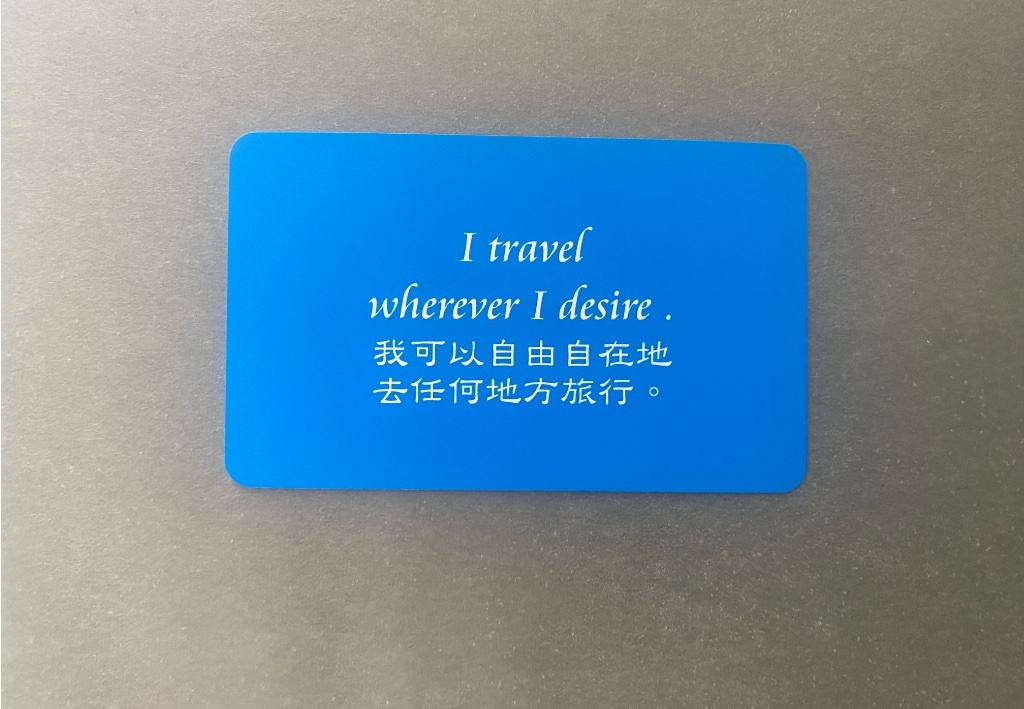 I travel
wherever I desire .
我可以自由自在地
去任何地方旅行。